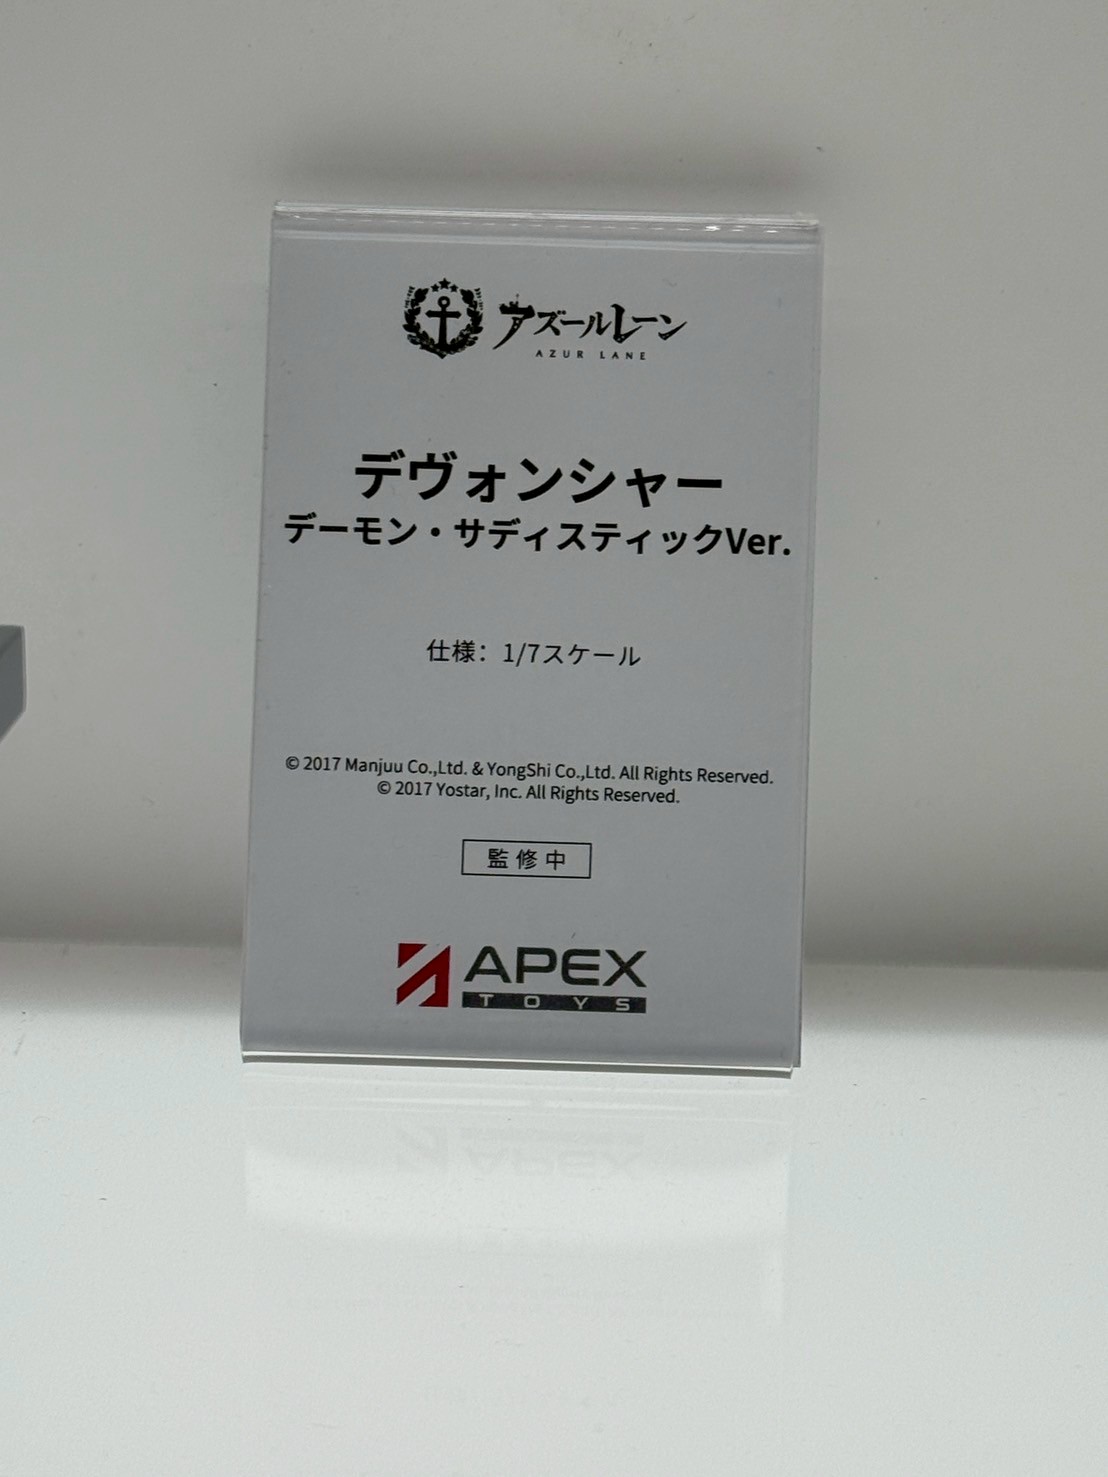 アズールレーン
AZUR LANE
デヴォンシャー
デーモン・サディスティックVer.
仕様：1/7スケール
© 2017 Manjuu Co.,Ltd. & YongShi Co.,Ltd. All Rights Reserved.
© 2017 Yostar, Inc. All Rights Reserved.
監修中
APEX
TOYS